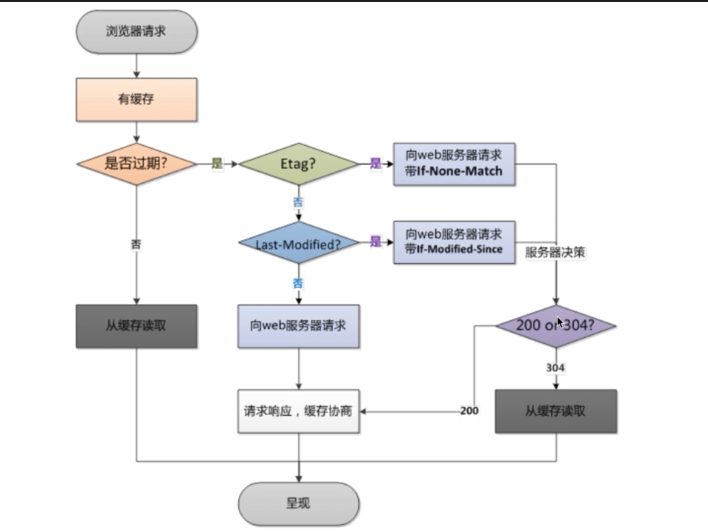 浏览器请求
有缓存
是否过期?
是
Etag?
是
向web服务器请求
带If-None-Match
否
否
Last-Modified?
是
向web服务器请求
带If-Modified-Since
服务器决策
否
从缓存读取
向web服务器请求
200 or 304?
304
请求响应，缓存协商
200
从缓存读取
呈现